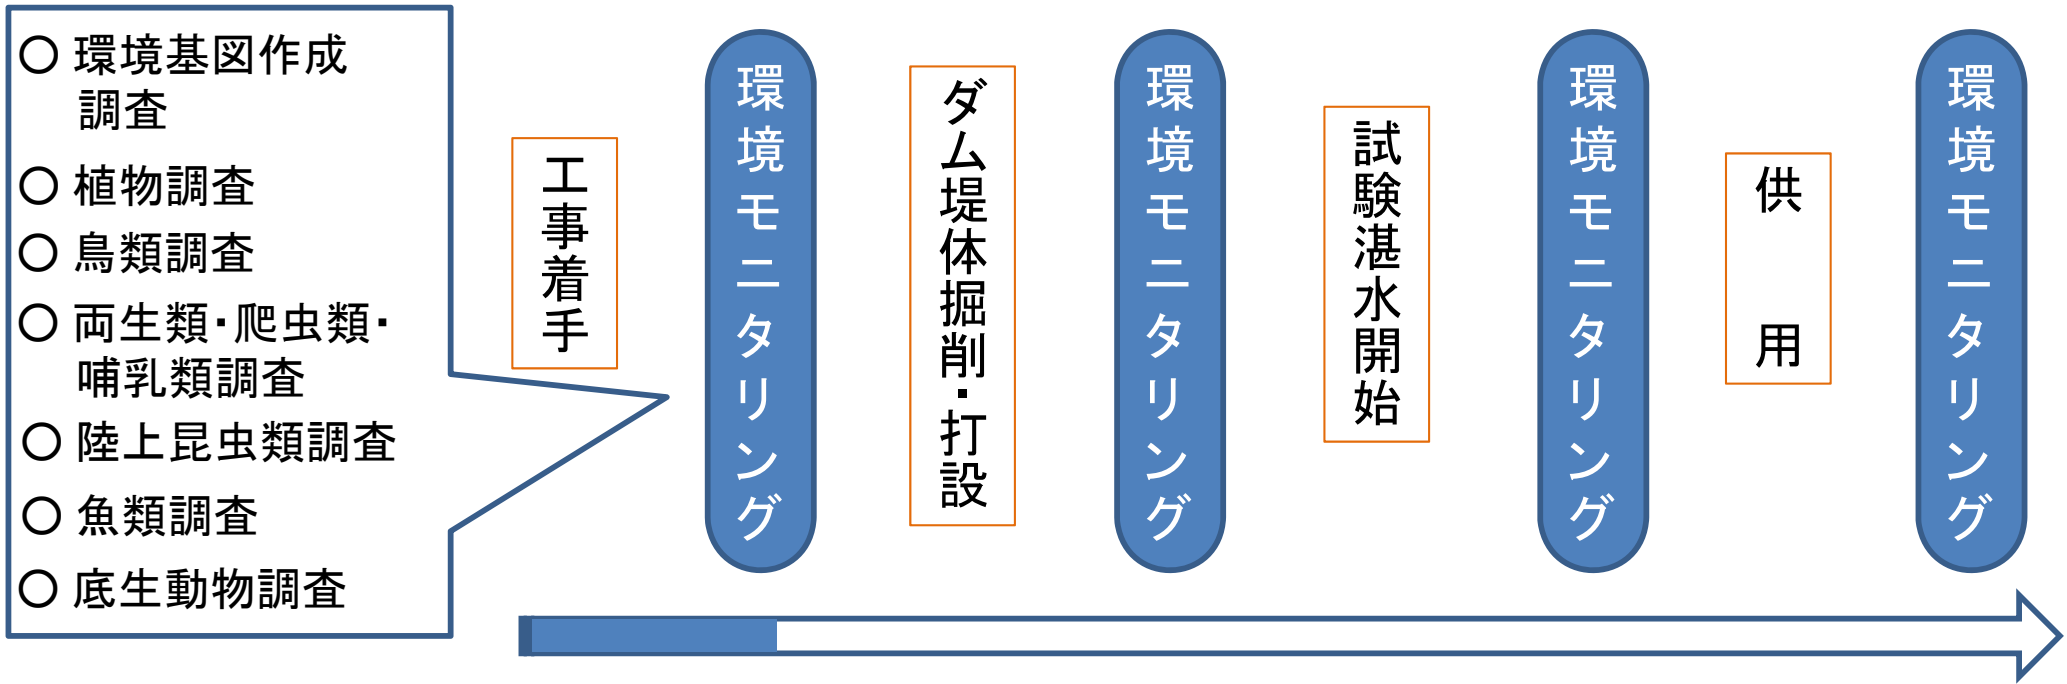 〇 環境基図作成
調査
〇 植物調査
〇 鳥類調査
〇 両生類・爬虫類・
哺乳類調査
〇 陸上昆虫類調査
〇 魚類調査
〇 底生動物調査
工事着手
環境モニタリング
ダム堤体掘削・打設
環境モニタリング
試験湛水開始
環境モニタリング
供用
環境モニタリング